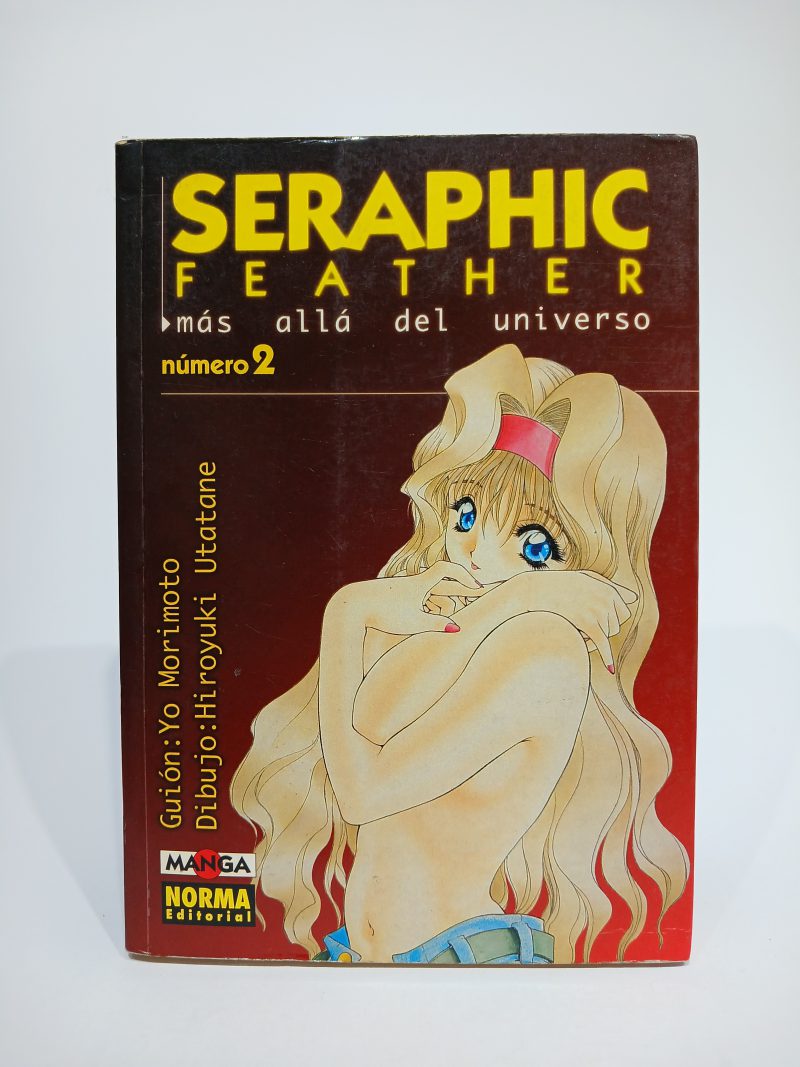 SERAPHIC
FEATHER
más allá del universo
número 2
Guión: Yo Morimoto
Dibujo: Hiroyuki Utatane
MANGA
NORMA
Editorial